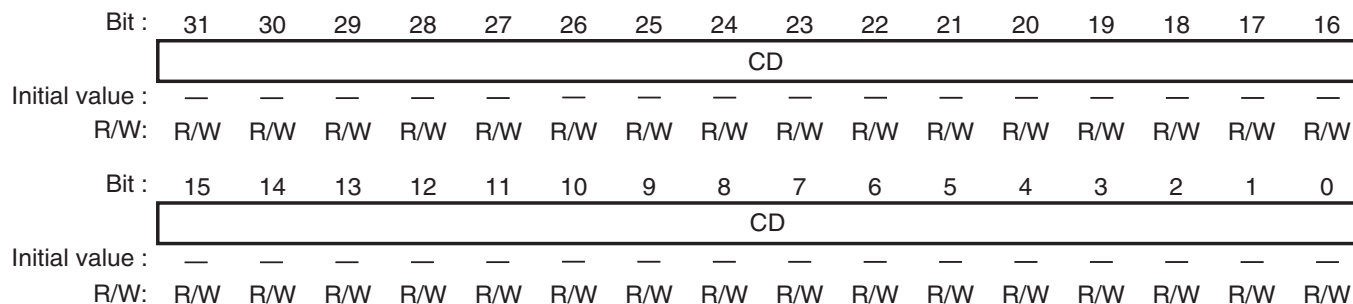 Bit : 31 30 29 28 27 26 25 24 23 22 21 20 19 18 17 16
CD
Initial value : — — — — — — — — — — — — — — — —
R/W: R/W R/W R/W R/W R/W R/W R/W R/W R/W R/W R/W R/W R/W R/W R/W R/W
Bit : 15 14 13 12 11 10 9 8 7 6 5 4 3 2 1 0
CD
Initial value : — — — — — — — — — — — — — — — —
R/W: R/W R/W R/W R/W R/W R/W R/W R/W R/W R/W R/W R/W R/W R/W R/W R/W